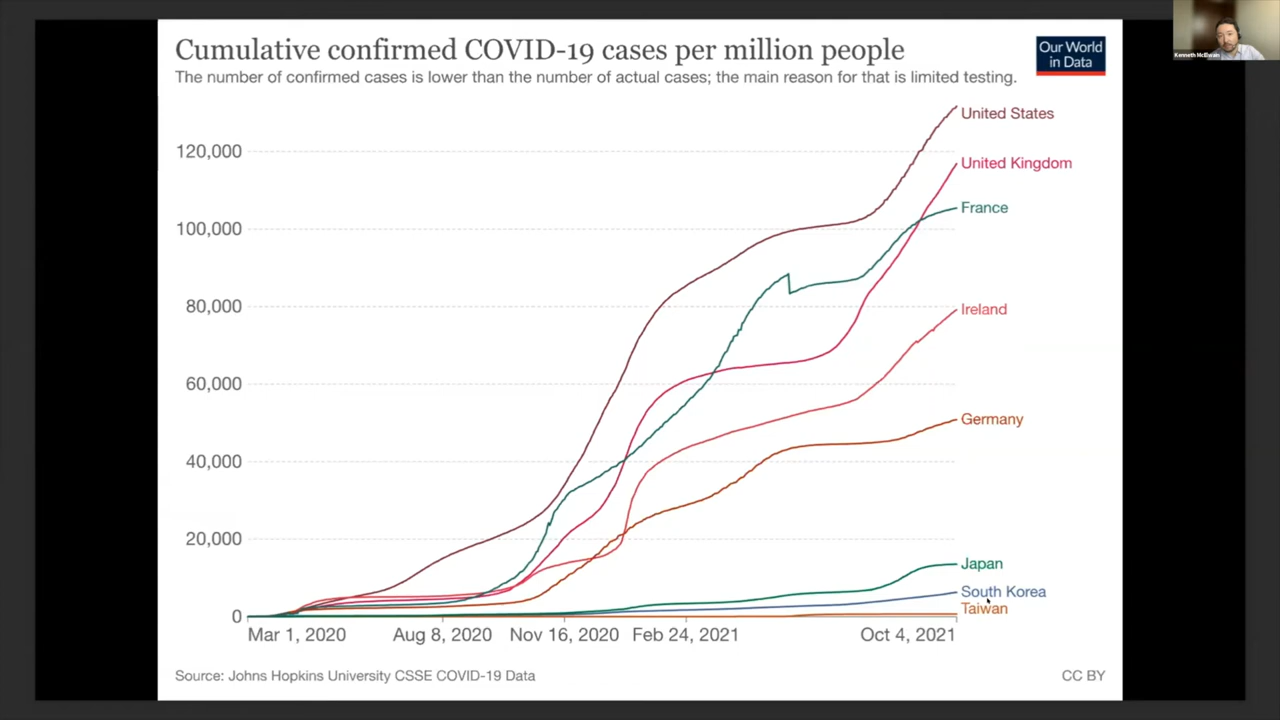 Cumulative confirmed COVID-19 cases per million people
The number of confirmed cases is lower than the number of actual cases; the main reason for that is limited testing.
Our World
in Data
Kenneth McElwain
120,000
100,000
80,000
60,000
40,000
20,000
0
United States
United Kingdom
France
Ireland
Germany
Japan
South Korea
Taiwan
Mar 1, 2020
Aug 8, 2020
Nov 16, 2020
Feb 24, 2021
Oct 4, 2021
Source: Johns Hopkins University CSSE COVID-19 Data
CC BY